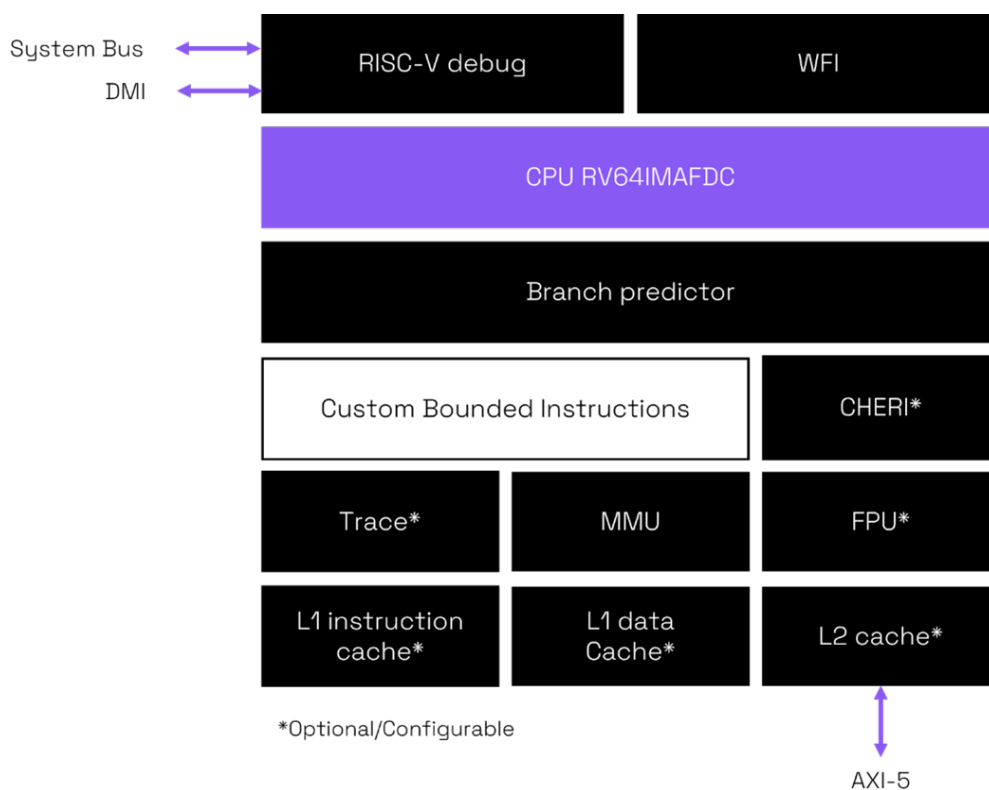 System Bus
DMI
RISC-V debug
WFI
CPU RV64IMAFDC
Branch predictor
Custom Bounded Instructions
CHERI*
Trace*
MMU
FPU*
L1 instruction
cache*
L1 data
Cache*
L2 cache*
*Optional/Configurable
AXI-5